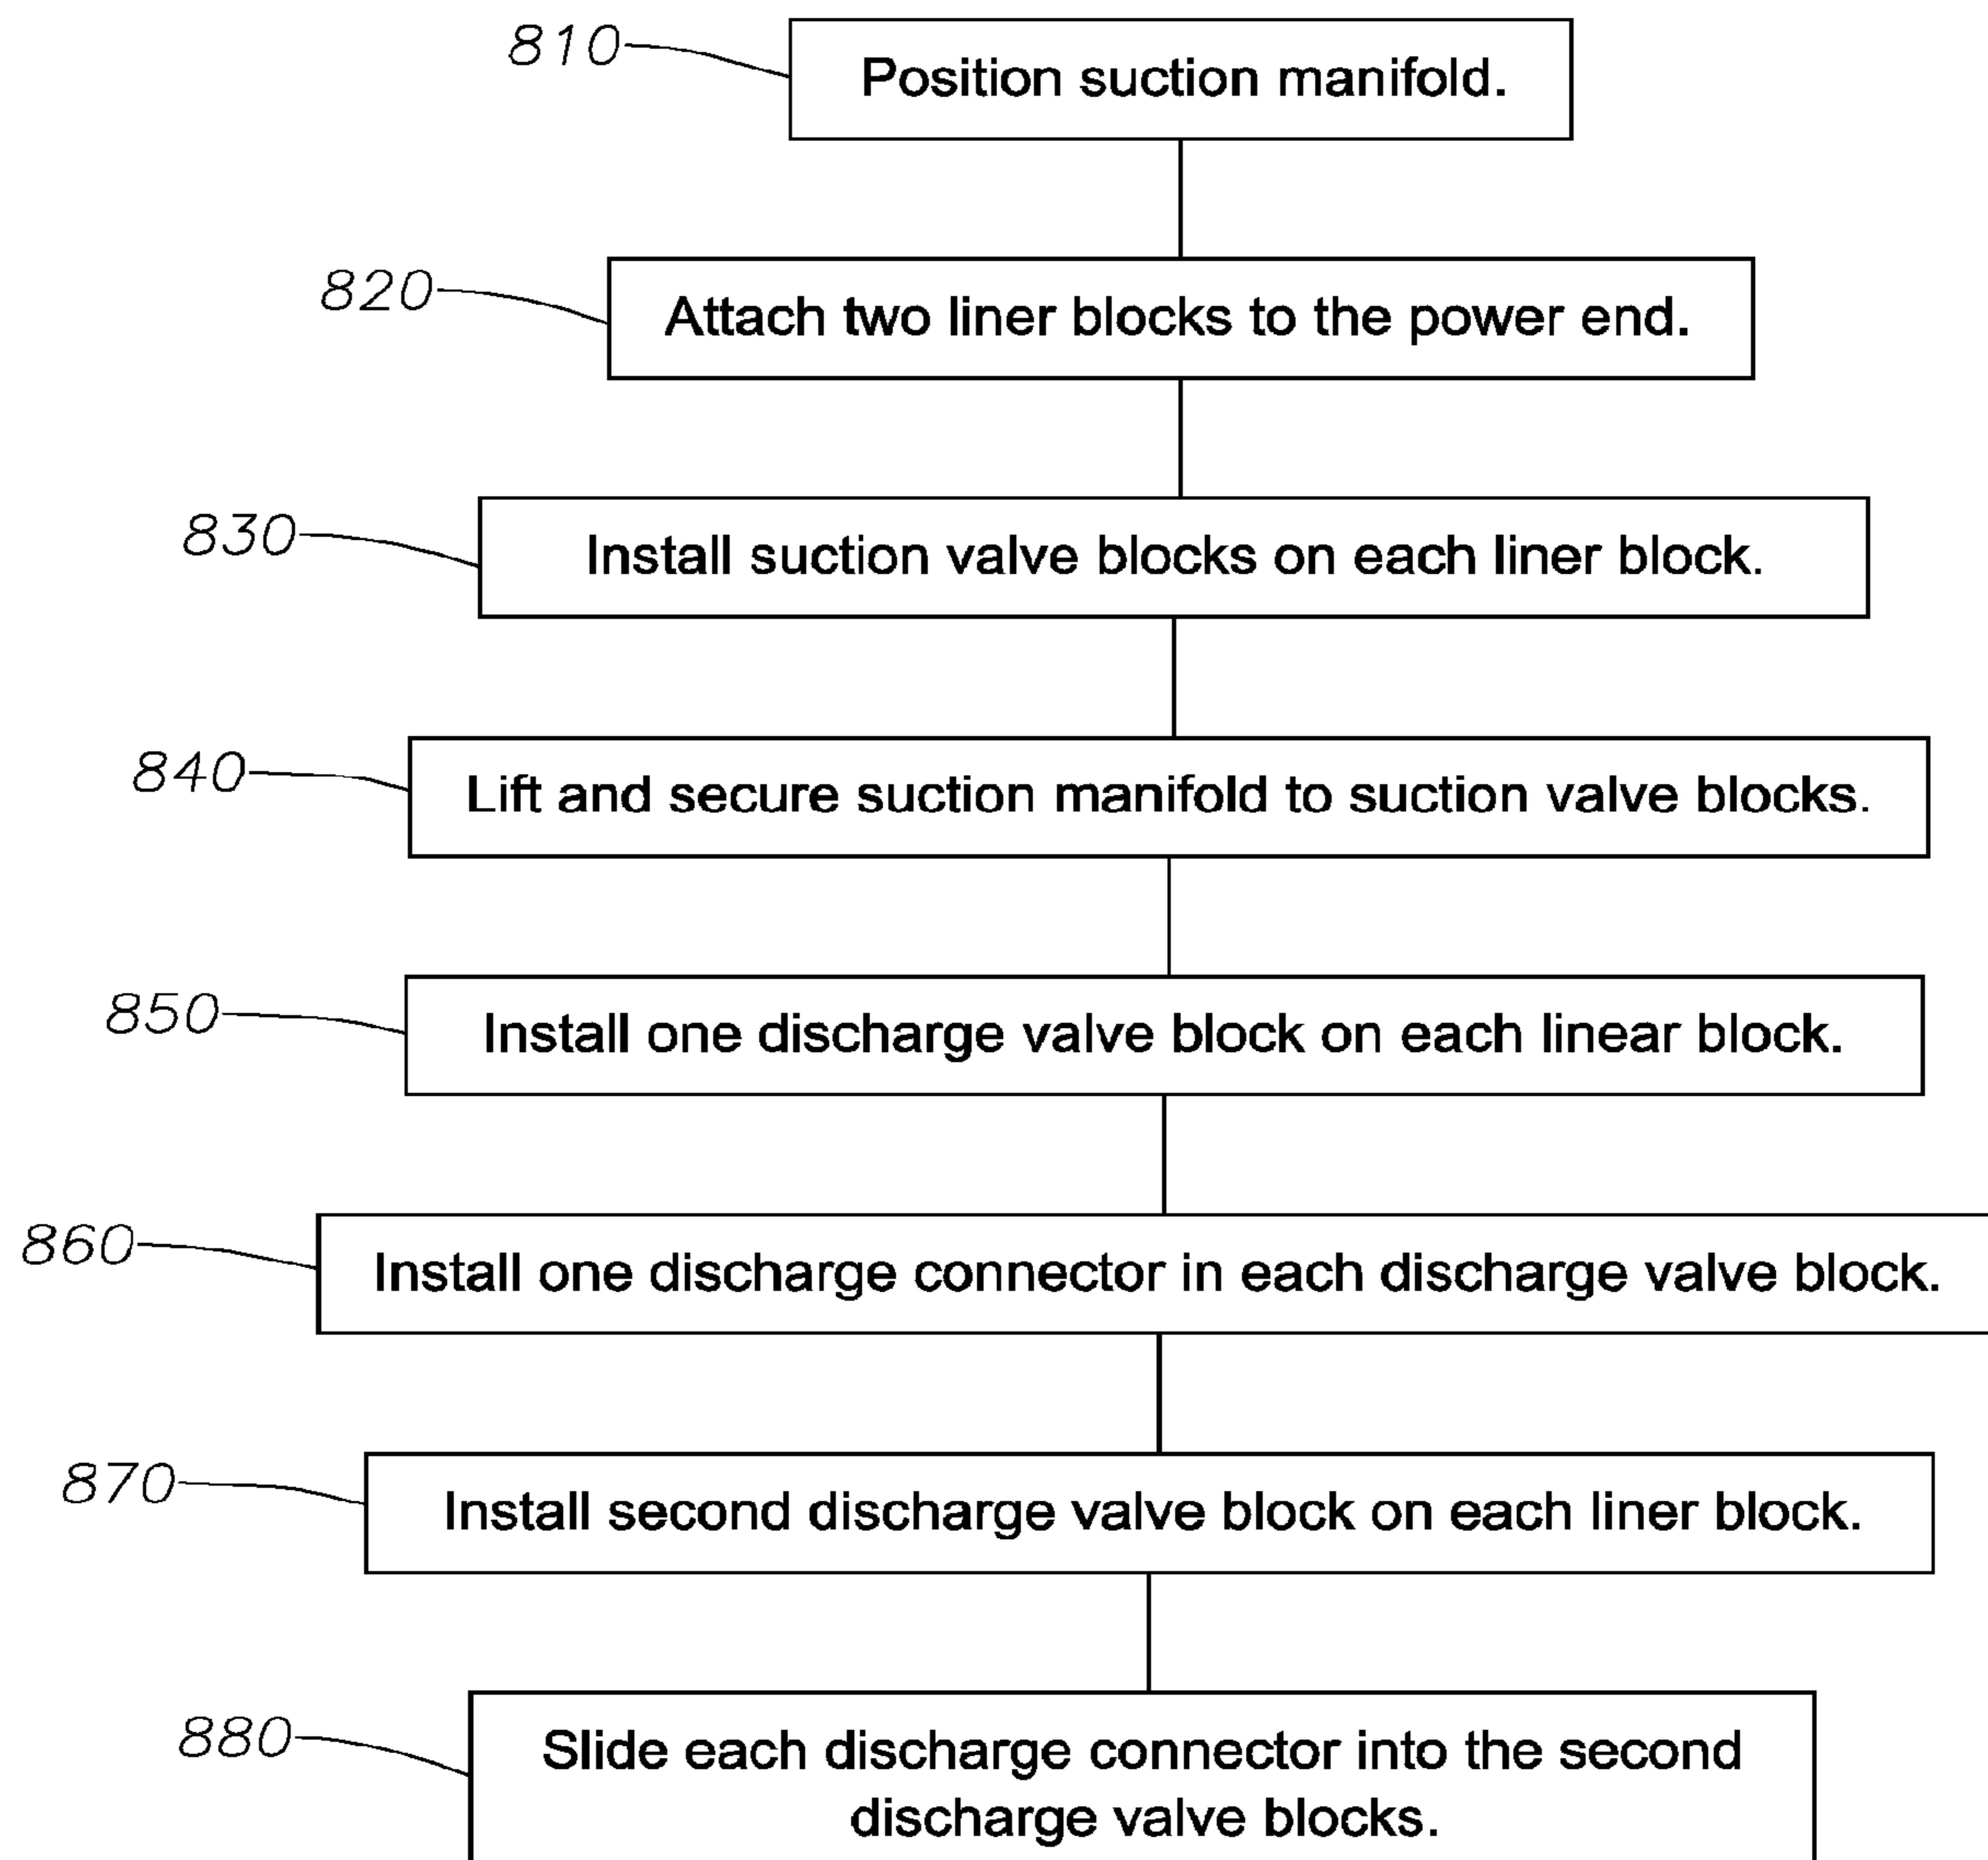 810
Position suction manifold.
820
Attach two liner blocks to the power end.
830
Install suction valve blocks on each liner block.
840
Lift and secure suction manifold to suction valve blocks.
850
Install one discharge valve block on each linear block.
860
Install one discharge connector in each discharge valve block.
870
Install second discharge valve block on each liner block.
880
Slide each discharge connector into the second
discharge valve blocks.